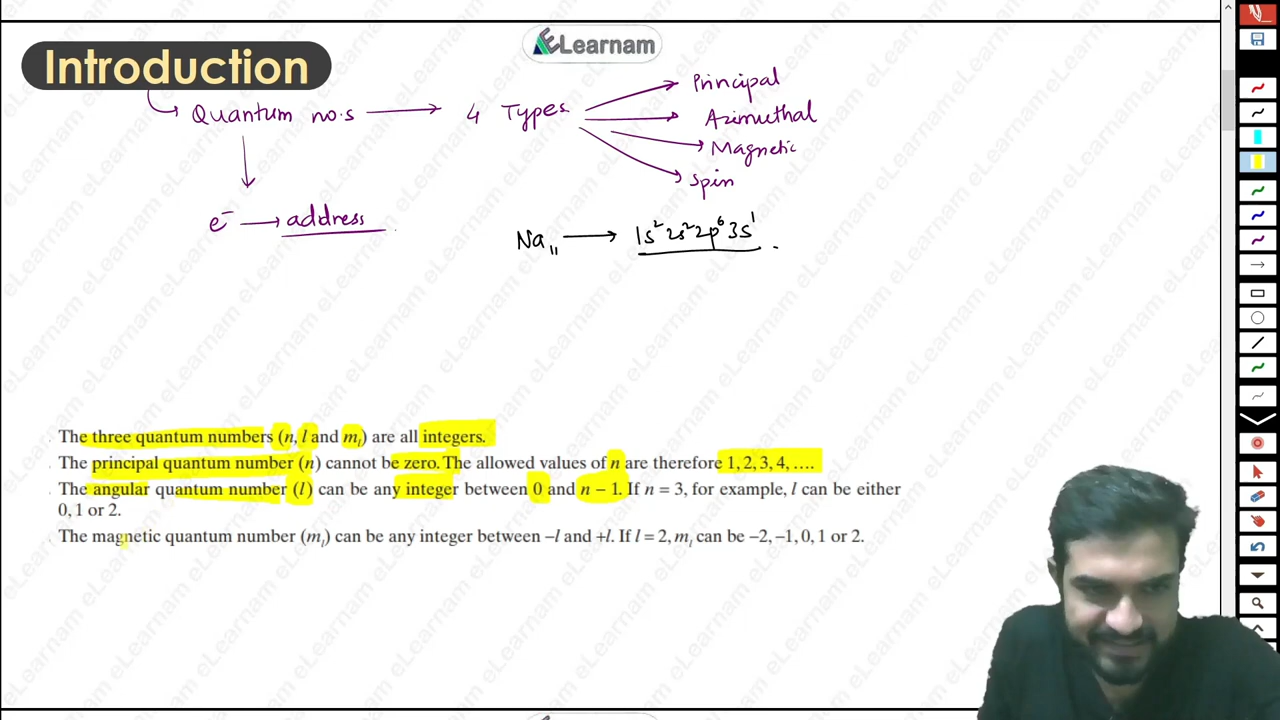 Introduction
ELearnam
Quantum no.s → 4 Types
Principal
Azimuthal
Magnetic
Spin
e⁻ → address
Na₁₁ → 1s² 2s² 2p⁶ 3s¹
The three quantum numbers (n, l and mₗ) are all integers.
The principal quantum number (n) cannot be zero. The allowed values of n are therefore 1, 2, 3, 4, ….
The angular quantum number (l) can be any integer between 0 and n – 1. If n = 3, for example, l can be either
0, 1 or 2.
The magnetic quantum number (mₗ) can be any integer between –l and +l. If l = 2, mₗ can be –2, –1, 0, 1 or 2.